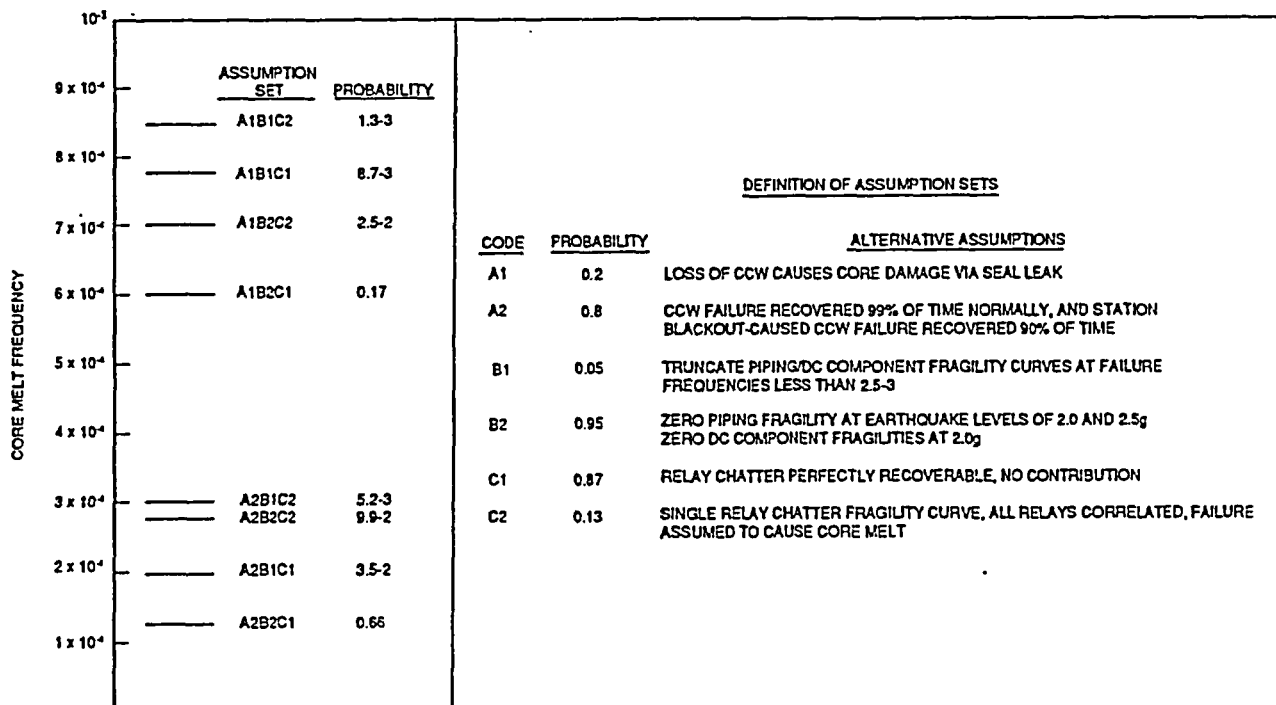 10⁻³
9 x 10⁻⁴
8 x 10⁻⁴
7 x 10⁻⁴
6 x 10⁻⁴
5 x 10⁻⁴
4 x 10⁻⁴
3 x 10⁻⁴
2 x 10⁻⁴
1 x 10⁻⁴
CORE MELT FREQUENCY
ASSUMPTION SET PROBABILITY
A1B1C2 1.3-3
A1B1C1 8.7-3
A1B2C2 2.5-2
A1B2C1 0.17
A2B1C2 5.2-3
A2B2C2 9.9-2
A2B1C1 3.5-2
A2B2C1 0.66
DEFINITION OF ASSUMPTION SETS
CODE PROBABILITY ALTERNATIVE ASSUMPTIONS
A1 0.2 LOSS OF CCW CAUSES CORE DAMAGE VIA SEAL LEAK
A2 0.8 CCW FAILURE RECOVERED 99% OF TIME NORMALLY, AND STATION
BLACKOUT-CAUSED CCW FAILURE RECOVERED 90% OF TIME
B1 0.05 TRUNCATE PIPING/DC COMPONENT FRAGILITY CURVES AT FAILURE
FREQUENCIES LESS THAN 2.5-3
B2 0.95 ZERO PIPING FRAGILITY AT EARTHQUAKE LEVELS OF 2.0 AND 2.5g
ZERO DC COMPONENT FRAGILITIES AT 2.0g
C1 0.87 RELAY CHATTER PERFECTLY RECOVERABLE, NO CONTRIBUTION
C2 0.13 SINGLE RELAY CHATTER FRAGILITY CURVE, ALL RELAYS CORRELATED, FAILURE
ASSUMED TO CAUSE CORE MELT